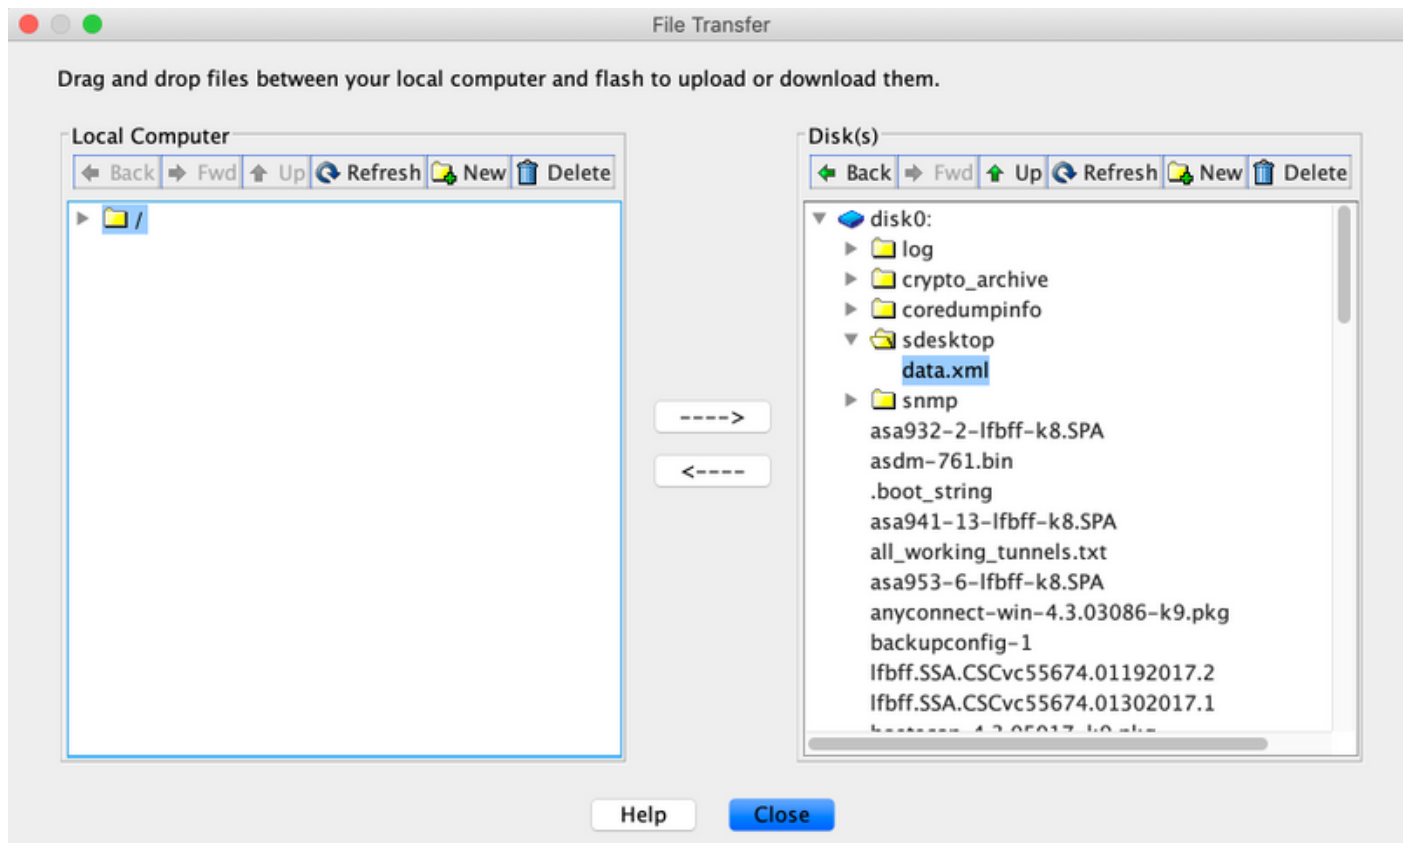 File Transfer
Drag and drop files between your local computer and flash to upload or download them.
Local Computer
Back Fwd Up Refresh New Delete
/
---->
<----
Disk(s)
Back Fwd Up Refresh New Delete
disk0:
log
crypto_archive
coredumpinfo
sdesktop
data.xml
snmp
asa932-2-lfbff-k8.SPA
asdm-761.bin
.boot_string
asa941-13-lfbff-k8.SPA
all_working_tunnels.txt
asa953-6-lfbff-k8.SPA
anyconnect-win-4.3.03086-k9.pkg
backupconfig-1
lfbff.SSA.CSCvc55674.01192017.2
lfbff.SSA.CSCvc55674.01302017.1
Help Close